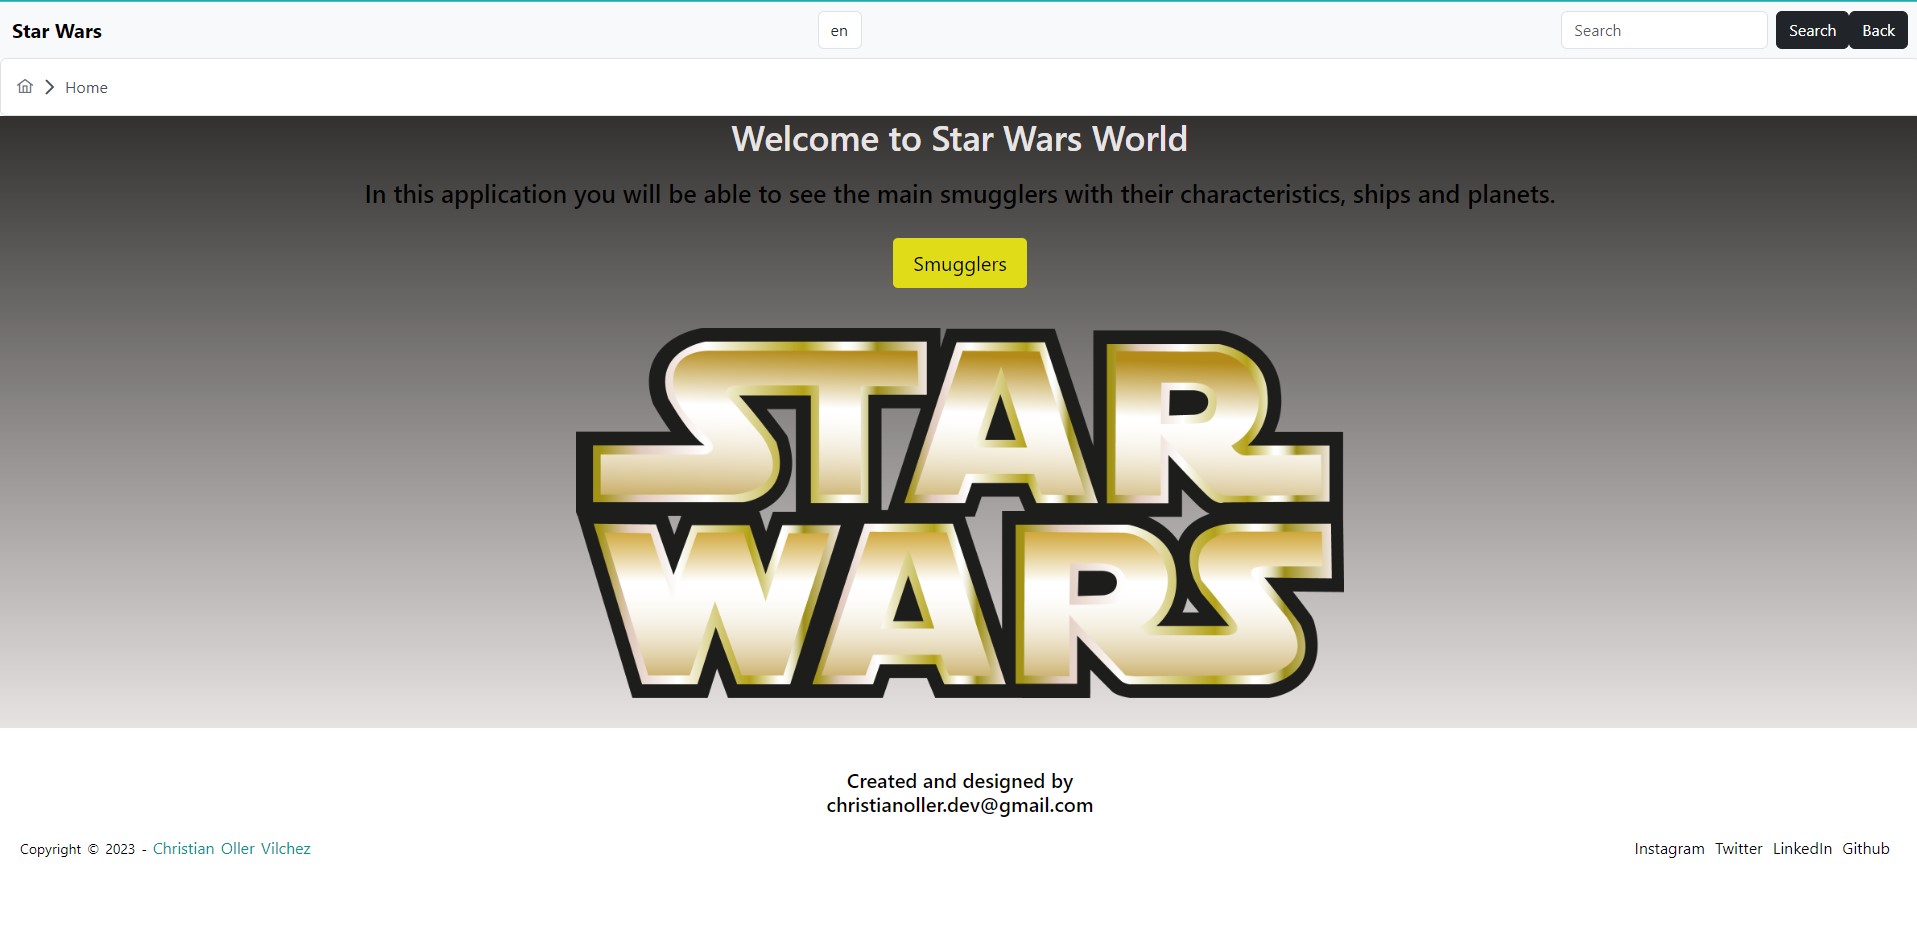 Star Wars
en
Search
Search
Back
Home
Welcome to Star Wars World
In this application you will be able to see the main smugglers with their characteristics, ships and planets.
Smugglers
STAR
WARS
Created and designed by
christianoller.dev@gmail.com
Copyright © 2023 - Christian Oller Vilchez
Instagram Twitter LinkedIn Github